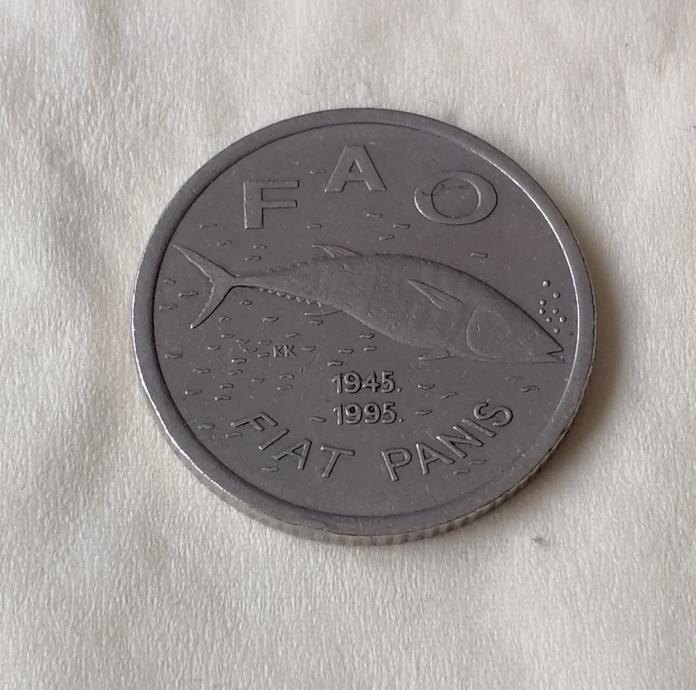 FAO
KK
1945.
1995.
FIAT PANIS